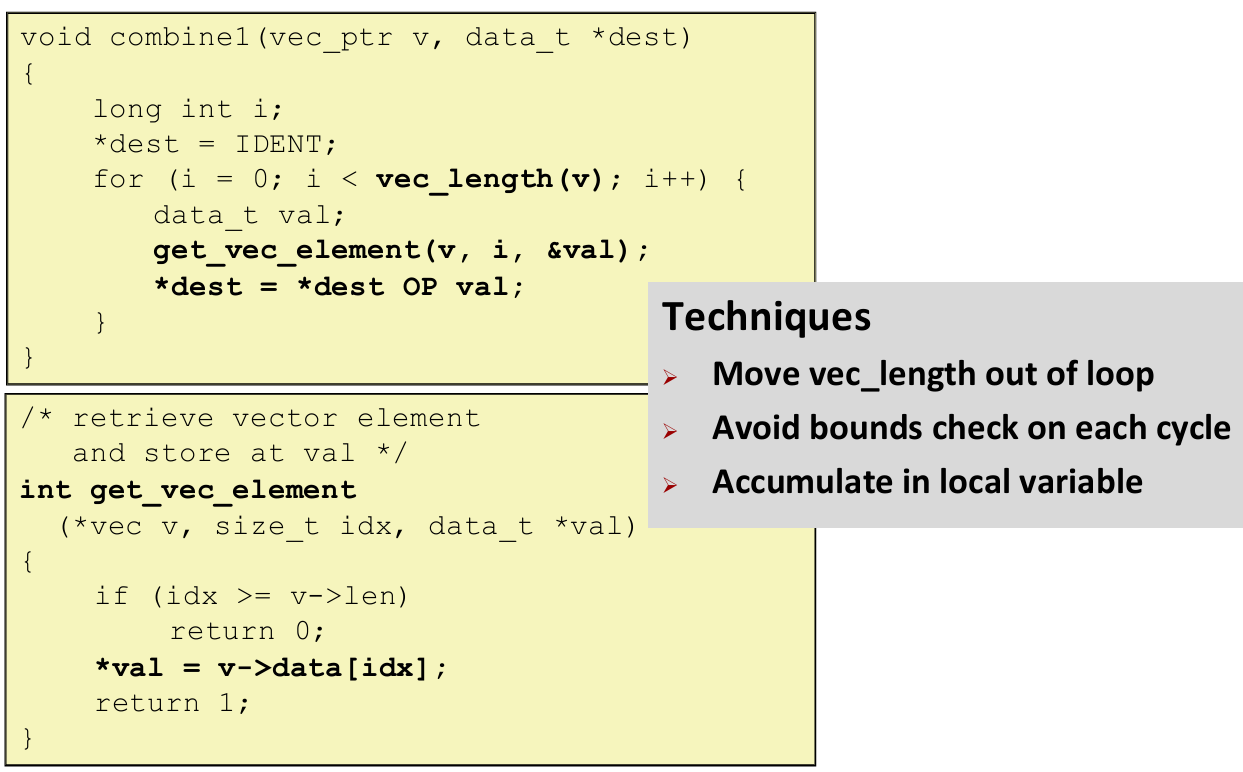 void combine1(vec_ptr v, data_t *dest)
{
    long int i;
    *dest = IDENT;
    for (i = 0; i < vec_length(v); i++) {
        data_t val;
        get_vec_element(v, i, &val);
        *dest = *dest OP val;
    }
}
/* retrieve vector element
   and store at val */
int get_vec_element
  (*vec v, size_t idx, data_t *val)
{
    if (idx >= v->len)
        return 0;
    *val = v->data[idx];
    return 1;
}
Techniques
➢ Move vec_length out of loop
➢ Avoid bounds check on each cycle
➢ Accumulate in local variable